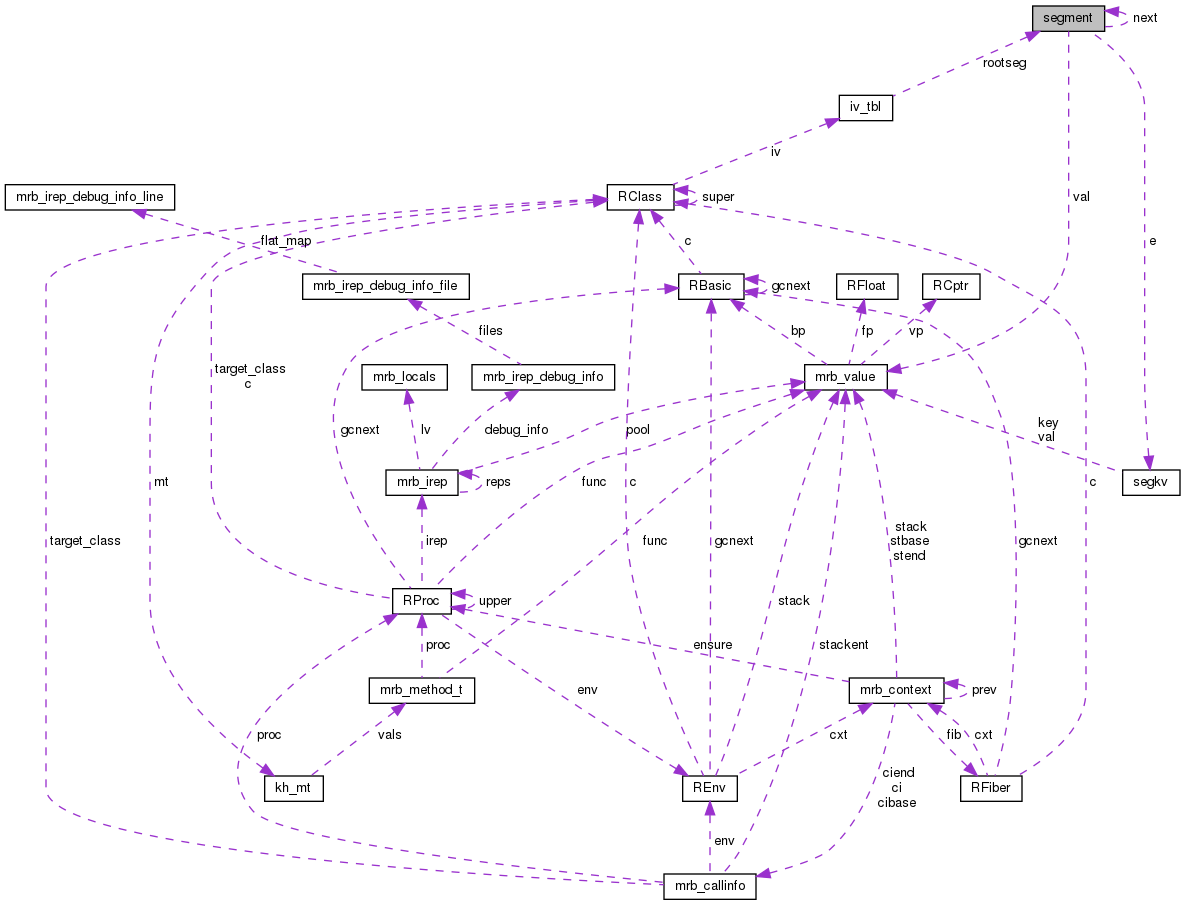 segment
next
rootseg
iv_tbl
iv
mrb_irep_debug_info_line
RClass
super
val
e
flat_map
c
mrb_irep_debug_info_file
RBasic
gcnext
RFloat
RCptr
files
bp
fp
vp
target_class
c
mrb_locals
mrb_irep_debug_info
mrb_value
gcnext
lv
debug_info
pool
key
val
mt
mrb_irep
reps
func
c
c
segkv
target_class
irep
func
gcnext
stack
stbase
stend
gcnext
RProc
upper
stack
proc
ensure
stackent
mrb_method_t
env
mrb_context
prev
proc
vals
cxt
fib
cxt
kh_mt
REnv
ciend
ci
cibase
RFiber
env
mrb_callinfo